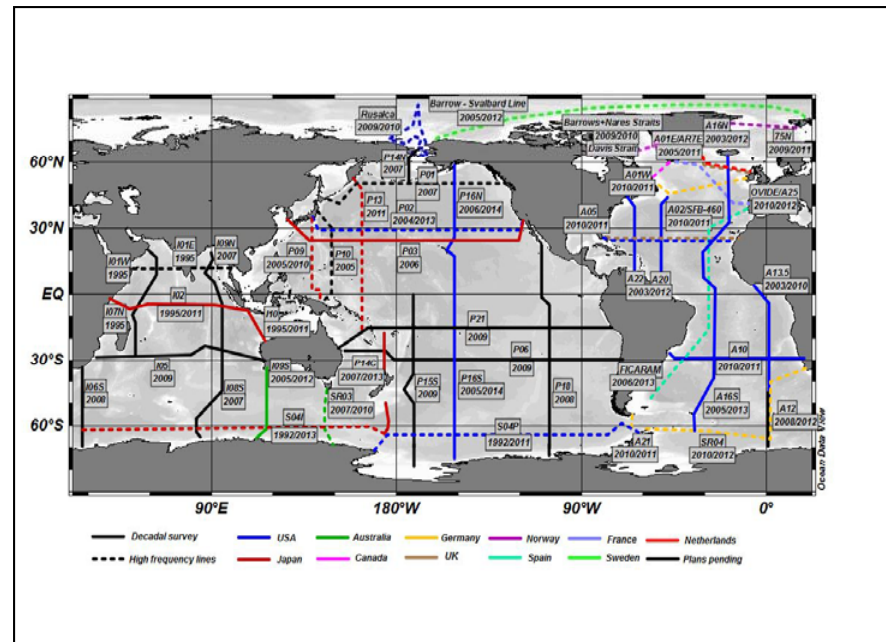 Rusalca
2009/2010
Barrow - Svalbard Line
2005/2012
Barrows+Nares Straits
2009/2010
Davis Strait
A01E/AR7E
2005/2011
A16N
2003/2012
75N
2009/2011
60°N
P14N
2007
P01
2007
A01W
2010/2011
OVIDE/A25
2010/2012
P13
2011
P02
2004/2013
P16N
2006/2014
A05
2010/2011
A02/SFB-460
2010/2011
30°N
I01W
1995
I01E
1995
I09N
2007
P09
2005/2010
P10
2005
P03
2006
A22
A20
2003/2012
A13.5
2003/2010
EQ
I07N
1995
I02
1995/2011
I10
1995/2011
P21
2009
30°S
I05
2009
I09S
2005/2012
P14C
2007/2013
P06
2009
FICARAM
2006/2013
A10
2010/2011
I06S
2008
I08S
2007
SR03
2007/2010
P15S
2009
P16S
2005/2014
P18
2008
A16S
2005/2013
A12
2008/2012
60°S
S04I
1992/2013
S04P
1992/2011
A21
2010/2011
SR04
2010/2012
Ocean Data View
90°E
180°W
90°W
0°
Decadal survey
USA
Australia
Germany
Norway
France
Netherlands
High frequency lines
Japan
Canada
UK
Spain
Sweden
Plans pending